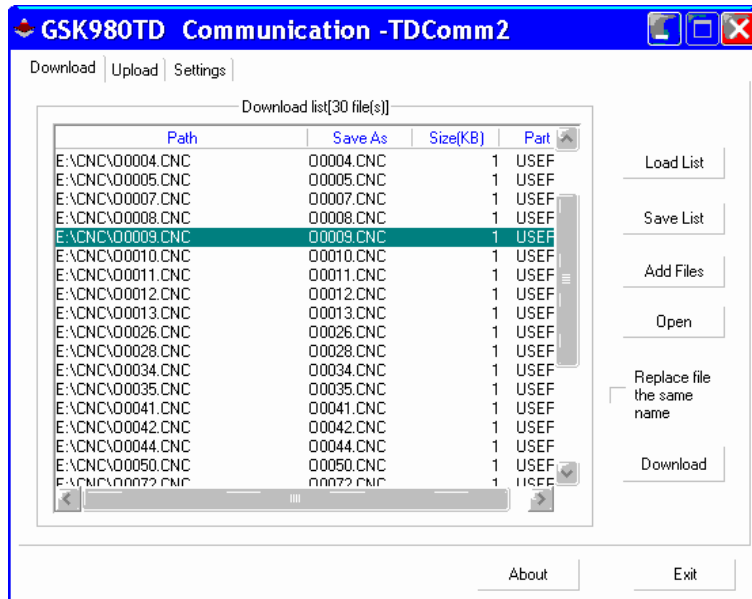 GSK980TD Communication -TDComm2
Download Upload Settings
Download list[30 file(s)]
Path Save As Size(KB) Part
E:\CNC\O0004.CNC O0004.CNC 1 USEF
E:\CNC\O0005.CNC O0005.CNC 1 USEF
E:\CNC\O0007.CNC O0007.CNC 1 USEF
E:\CNC\O0008.CNC O0008.CNC 1 USEF
E:\CNC\O0009.CNC O0009.CNC 1 USEF
E:\CNC\O0010.CNC O0010.CNC 1 USEF
E:\CNC\O0011.CNC O0011.CNC 1 USEF
E:\CNC\O0012.CNC O0012.CNC 1 USEF
E:\CNC\O0013.CNC O0013.CNC 1 USEF
E:\CNC\O0026.CNC O0026.CNC 1 USEF
E:\CNC\O0028.CNC O0028.CNC 1 USEF
E:\CNC\O0034.CNC O0034.CNC 1 USEF
E:\CNC\O0035.CNC O0035.CNC 1 USEF
E:\CNC\O0041.CNC O0041.CNC 1 USEF
E:\CNC\O0042.CNC O0042.CNC 1 USEF
E:\CNC\O0044.CNC O0044.CNC 1 USEF
E:\CNC\O0050.CNC O0050.CNC 1 USEF
E:\CNC\O0072.CNC O0072.CNC 1 USEF
Load List
Save List
Add Files
Open
Replace file
the same
name
Download
About Exit